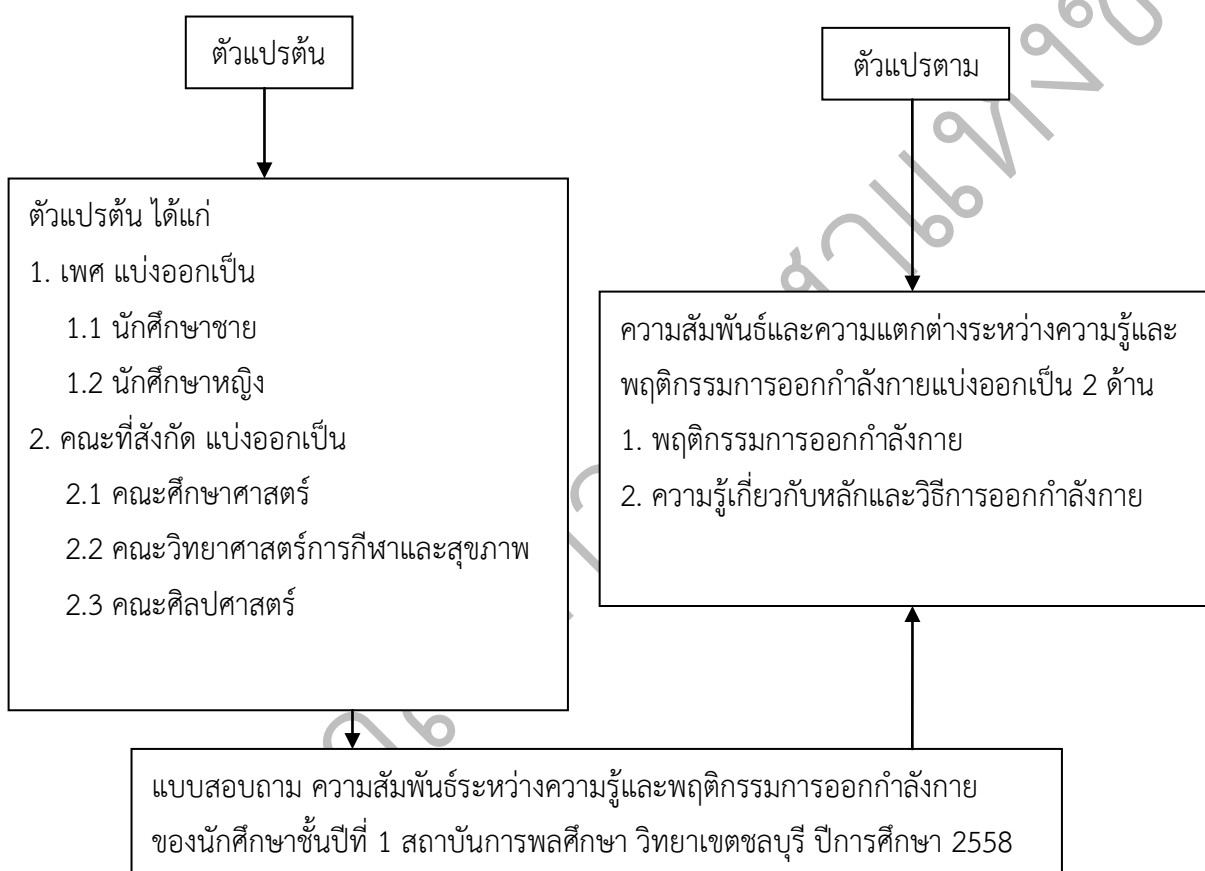 ตัวแปรต้น
ตัวแปรตาม
ตัวแปรต้น ได้แก่
1. เพศ แบ่งออกเป็น
1.1 นักศึกษาชาย
1.2 นักศึกษาหญิง
2. คณะที่สังกัด แบ่งออกเป็น
2.1 คณะศึกษาศาสตร์
2.2 คณะวิทยาศาสตร์การกีฬาและสุขภาพ
2.3 คณะศิลปศาสตร์
ความสัมพันธ์และความแตกต่างระหว่างความรู้และ
พฤติกรรมการออกกำลังกายแบ่งออกเป็น 2 ด้าน
1. พฤติกรรมการออกกำลังกาย
2. ความรู้เกี่ยวกับหลักและวิธีการออกกำลังกาย
แบบสอบถาม ความสัมพันธ์ระหว่างความรู้และพฤติกรรมการออกกำลังกาย
ของนักศึกษาชั้นปีที่ 1 สถาบันการพลศึกษา วิทยาเขตชลบุรี ปีการศึกษา 2558